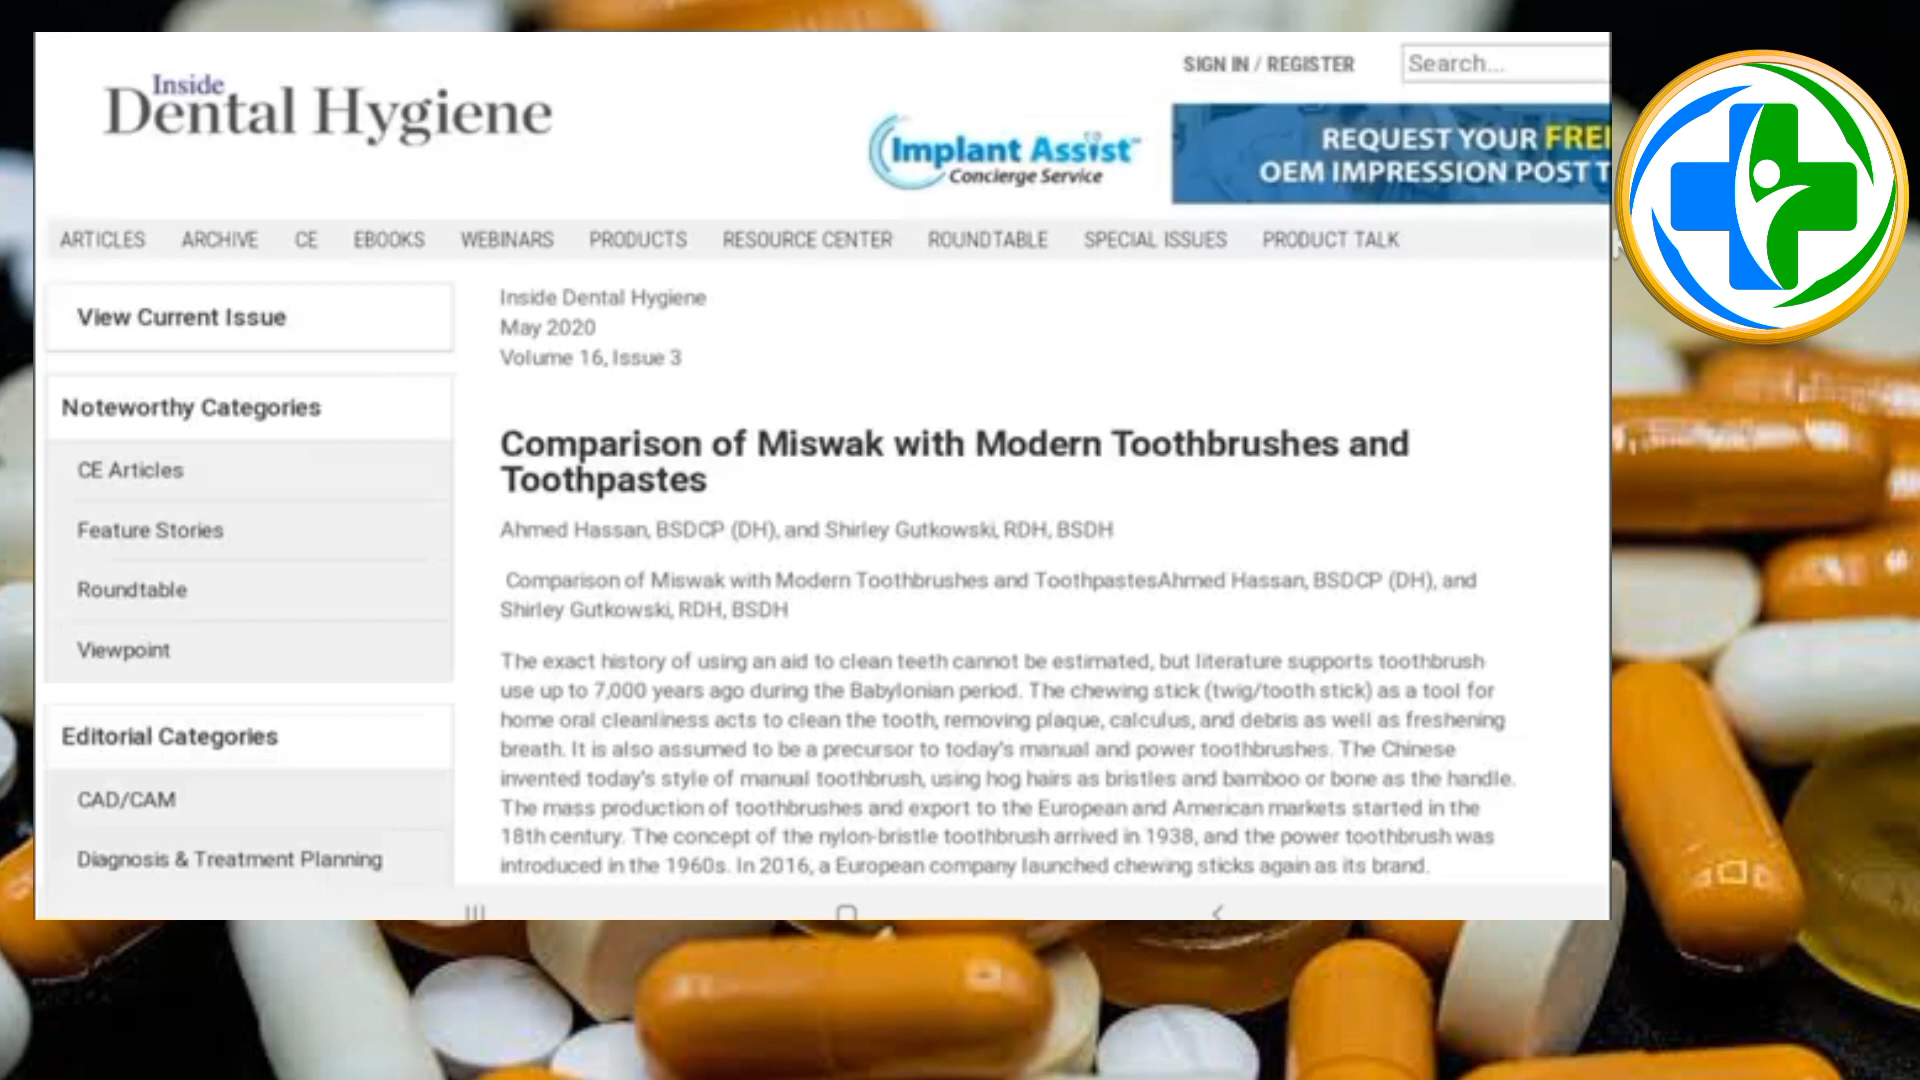 SIGN IN / REGISTER
Search...
Inside
Dental Hygiene
Implant Assist™
Concierge Service
REQUEST YOUR FREE
OEM IMPRESSION POST T
ARTICLES ARCHIVE CE EBOOKS WEBINARS PRODUCTS RESOURCE CENTER ROUNDTABLE SPECIAL ISSUES PRODUCT TALK
View Current Issue
Noteworthy Categories
CE Articles
Feature Stories
Roundtable
Viewpoint
Editorial Categories
CAD/CAM
Diagnosis & Treatment Planning
Inside Dental Hygiene
May 2020
Volume 16, Issue 3
Comparison of Miswak with Modern Toothbrushes and
Toothpastes
Ahmed Hassan, BSDCP (DH), and Shirley Gutkowski, RDH, BSDH
Comparison of Miswak with Modern Toothbrushes and ToothpastesAhmed Hassan, BSDCP (DH), and
Shirley Gutkowski, RDH, BSDH
The exact history of using an aid to clean teeth cannot be estimated, but literature supports toothbrush
use up to 7,000 years ago during the Babylonian period. The chewing stick (twig/tooth stick) as a tool for
home oral cleanliness acts to clean the tooth, removing plaque, calculus, and debris as well as freshening
breath. It is also assumed to be a precursor to today's manual and power toothbrushes. The Chinese
invented today's style of manual toothbrush, using hog hairs as bristles and bamboo or bone as the handle.
The mass production of toothbrushes and export to the European and American markets started in the
18th century. The concept of the nylon-bristle toothbrush arrived in 1938, and the power toothbrush was
introduced in the 1960s. In 2016, a European company launched chewing sticks again as its brand.